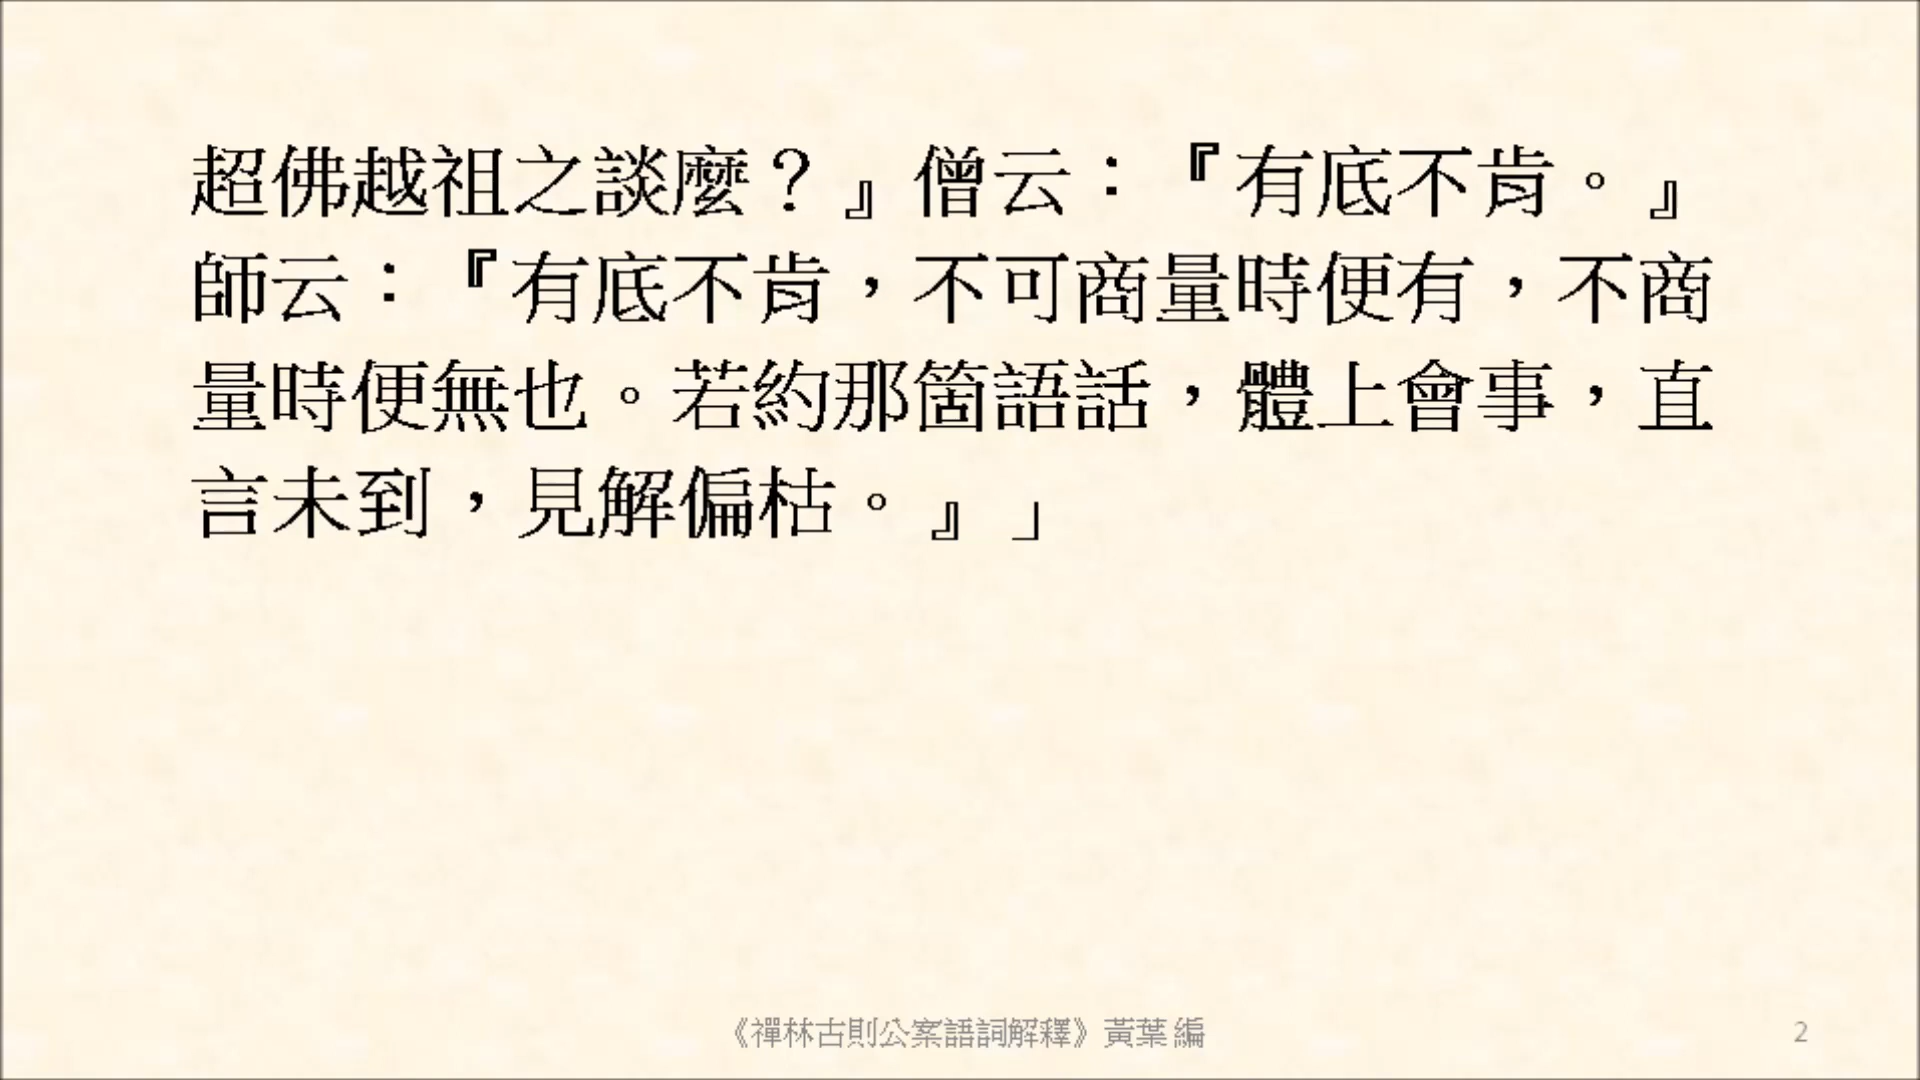 超佛越祖之談麼？』僧云：『有底不肯。』
師云：『有底不肯，不可商量時便有，不商
量時便無也。若約那箇語話，體上會事，直
言未到，見解偏枯。』」
《禪林古則公案語詞解釋》黃葉 編
2